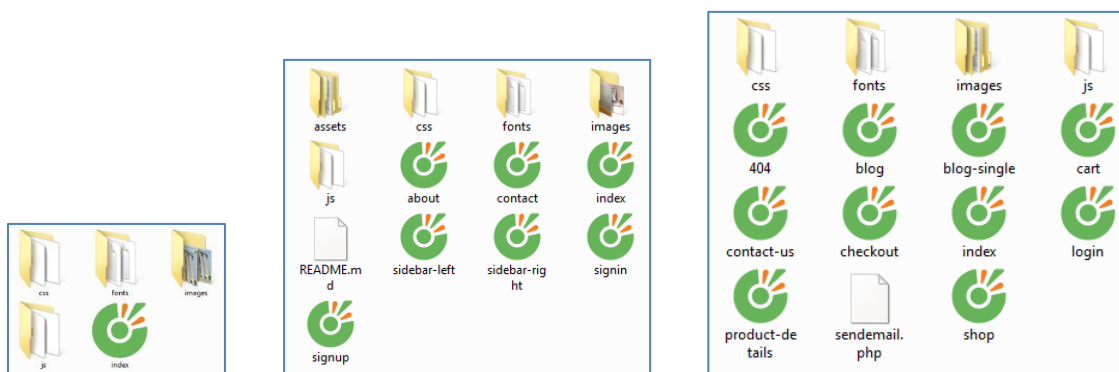 css fonts images
js index
assets css fonts images
js about contact index
README.m
d
sidebar-left sidebar-rig
ht
signin
signup
css fonts images js
404 blog blog-single cart
contact-us checkout index login
product-de
tails
sendemail.
php
shop